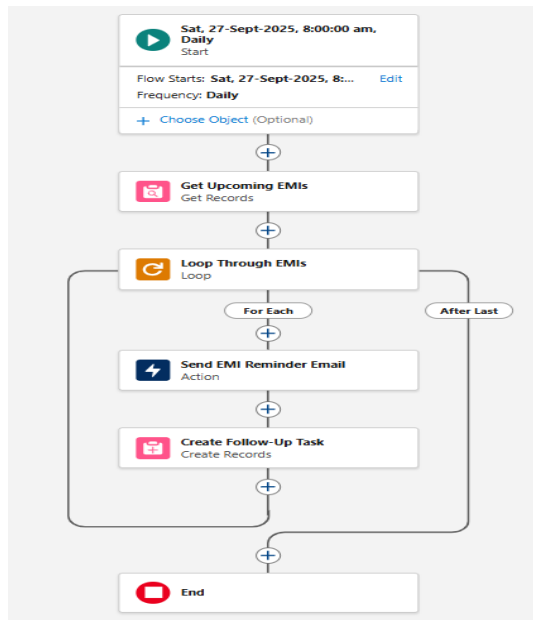 Sat, 27-Sept-2025, 8:00:00 am,
Daily
Start
Flow Starts: Sat, 27-Sept-2025, 8:... Edit
Frequency: Daily
+ Choose Object (Optional)
Get Upcoming EMIs
Get Records
Loop Through EMIs
Loop
For Each
After Last
Send EMI Reminder Email
Action
Create Follow-Up Task
Create Records
End